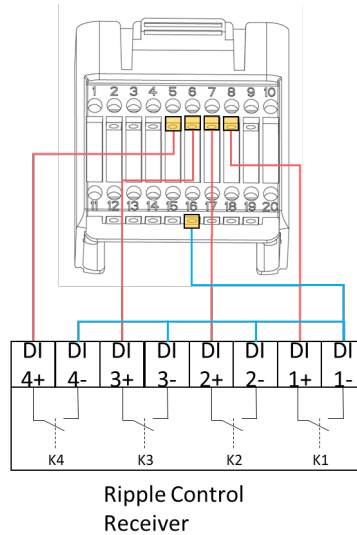 1 2 3 4 5 6 7 8 9 10
11 12 13 14 15 16 17 18 19 20
DI DI DI DI DI DI DI DI
4+ 4- 3+ 3- 2+ 2- 1+ 1-
K4 K3 K2 K1
Ripple Control
Receiver